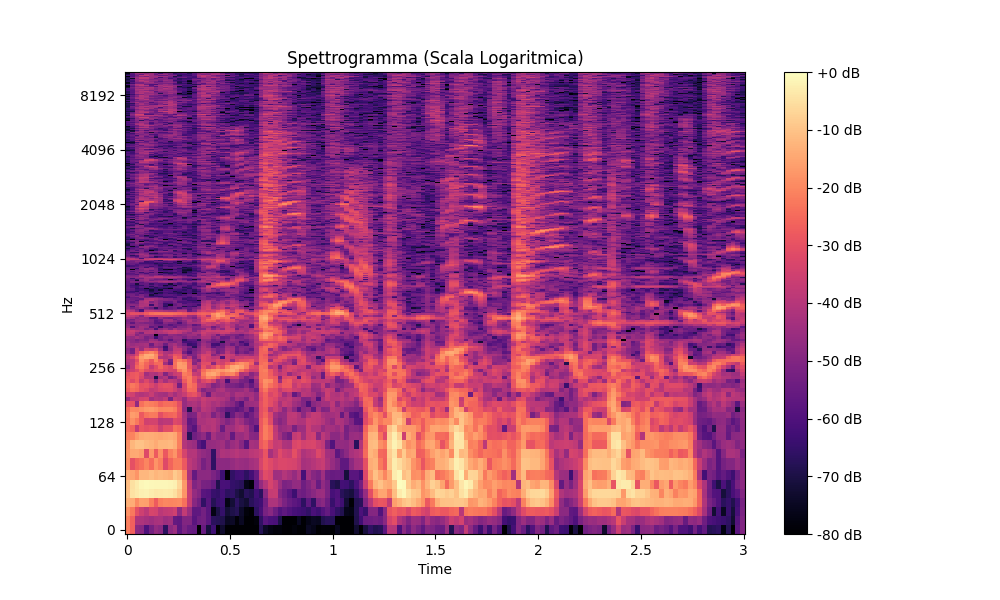 Spettrogramma (Scala Logaritmica)
8192
4096
2048
1024
512
256
128
64
0
Hz
0
0.5
1
1.5
2
2.5
3
Time
+0 dB
-10 dB
-20 dB
-30 dB
-40 dB
-50 dB
-60 dB
-70 dB
-80 dB